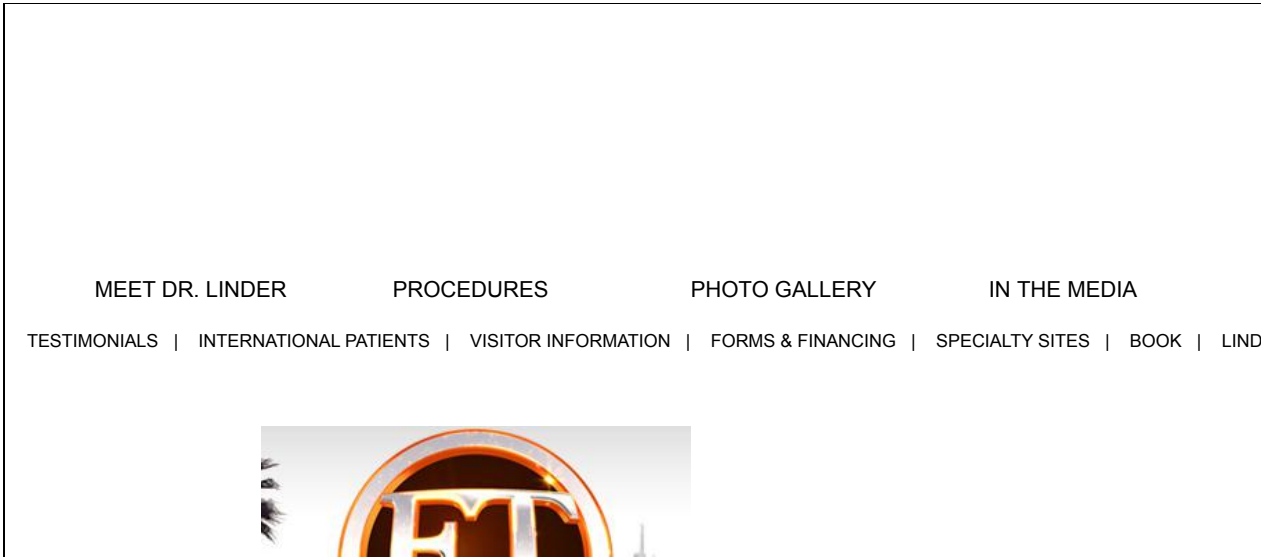 MEET DR. LINDER PROCEDURES PHOTO GALLERY IN THE MEDIA
TESTIMONIALS | INTERNATIONAL PATIENTS | VISITOR INFORMATION | FORMS & FINANCING | SPECIALTY SITES | BOOK | LIND
ET